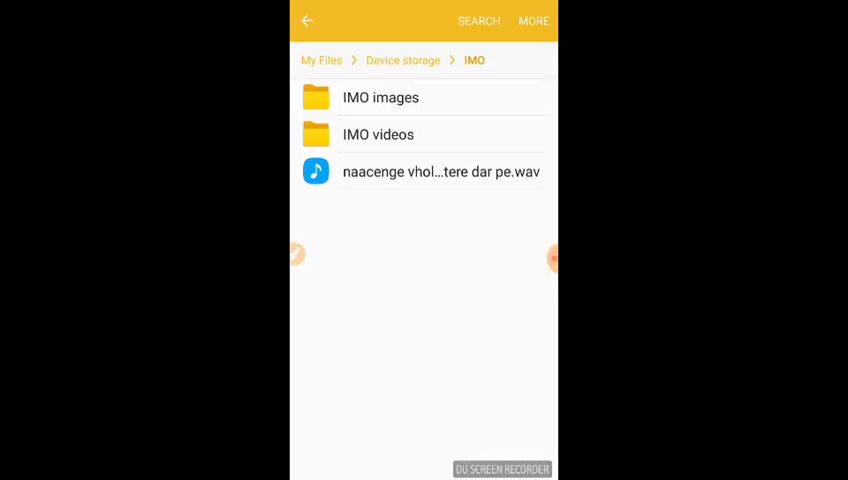 SEARCH MORE
My Files > Device storage > IMO
IMO images
IMO videos
naacenge vhol...tere dar pe.wav
DU SCREEN RECORDER